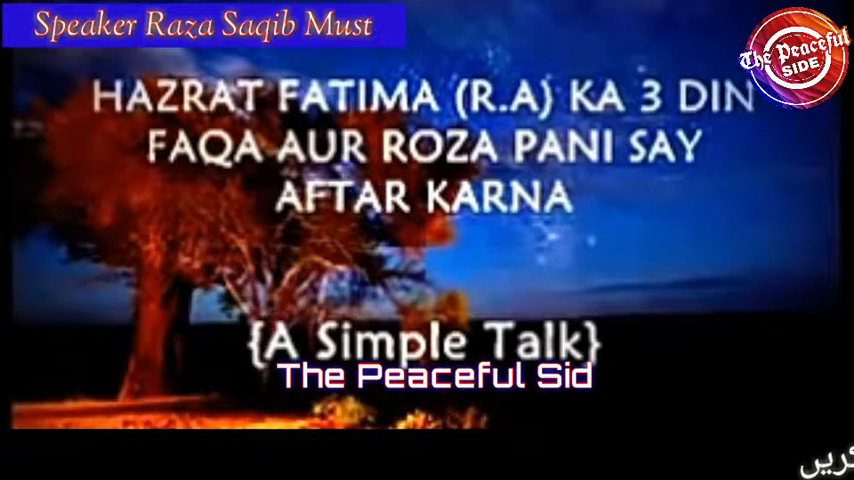 Speaker Raza Saqib Must
The Peaceful
SIDE
HAZRAT FATIMA (R.A) KA 3 DIN
FAQA AUR ROZA PANI SAY
AFTAR KARNA
{A Simple Talk}
The Peaceful Sid